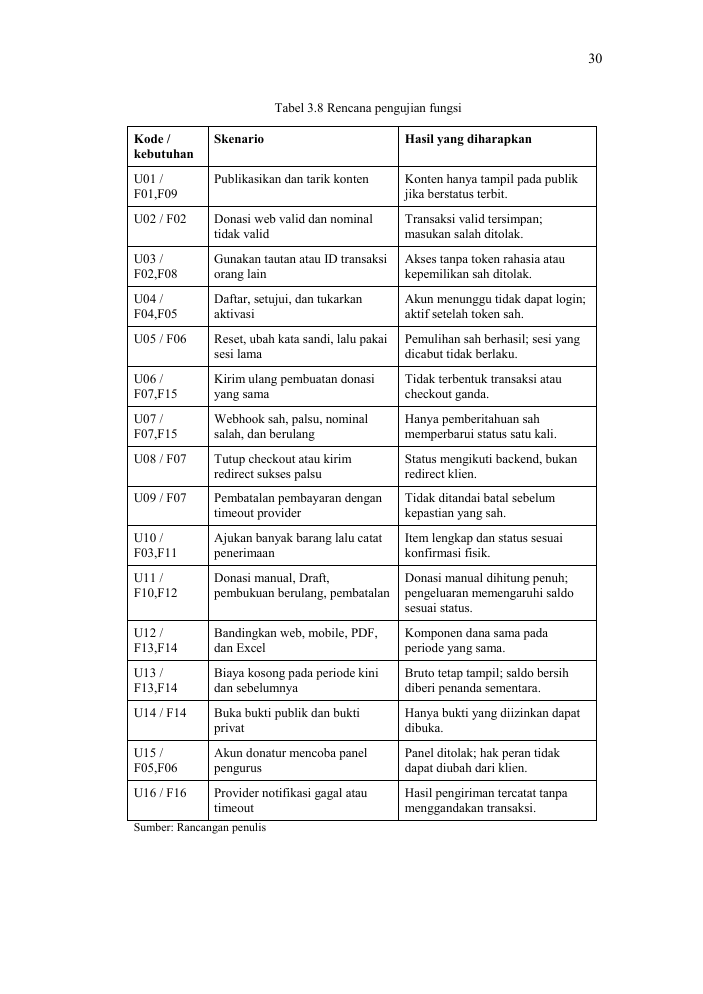 30
Tabel 3.8 Rencana pengujian fungsi
Kode / kebutuhan Skenario Hasil yang diharapkan
U01 / F01,F09 Publikasikan dan tarik konten Konten hanya tampil pada publik jika berstatus terbit.
U02 / F02 Donasi web valid dan nominal tidak valid Transaksi valid tersimpan; masukan salah ditolak.
U03 / F02,F08 Gunakan tautan atau ID transaksi orang lain Akses tanpa token rahasia atau kepemilikan sah ditolak.
U04 / F04,F05 Daftar, setujui, dan tukarkan aktivasi Akun menunggu tidak dapat login; aktif setelah token sah.
U05 / F06 Reset, ubah kata sandi, lalu pakai sesi lama Pemulihan sah berhasil; sesi yang dicabut tidak berlaku.
U06 / F07,F15 Kirim ulang pembuatan donasi yang sama Tidak terbentuk transaksi atau checkout ganda.
U07 / F07,F15 Webhook sah, palsu, nominal salah, dan berulang Hanya pemberitahuan sah memperbarui status satu kali.
U08 / F07 Tutup checkout atau kirim redirect sukses palsu Status mengikuti backend, bukan redirect klien.
U09 / F07 Pembatalan pembayaran dengan timeout provider Tidak ditandai batal sebelum kepastian yang sah.
U10 / F03,F11 Ajukan banyak barang lalu catat penerimaan Item lengkap dan status sesuai konfirmasi fisik.
U11 / F10,F12 Donasi manual, Draft, pembukuan berulang, pembatalan Donasi manual dihitung penuh; pengeluaran memengaruhi saldo sesuai status.
U12 / F13,F14 Bandingkan web, mobile, PDF, dan Excel Komponen dana sama pada periode yang sama.
U13 / F13,F14 Biaya kosong pada periode kini dan sebelumnya Bruto tetap tampil; saldo bersih diberi penanda sementara.
U14 / F14 Buka bukti publik dan bukti privat Hanya bukti yang diizinkan dapat dibuka.
U15 / F05,F06 Akun donatur mencoba panel pengurus Panel ditolak; hak peran tidak dapat diubah dari klien.
U16 / F16 Provider notifikasi gagal atau timeout Hasil pengiriman tercatat tanpa menggandakan transaksi.
Sumber: Rancangan penulis